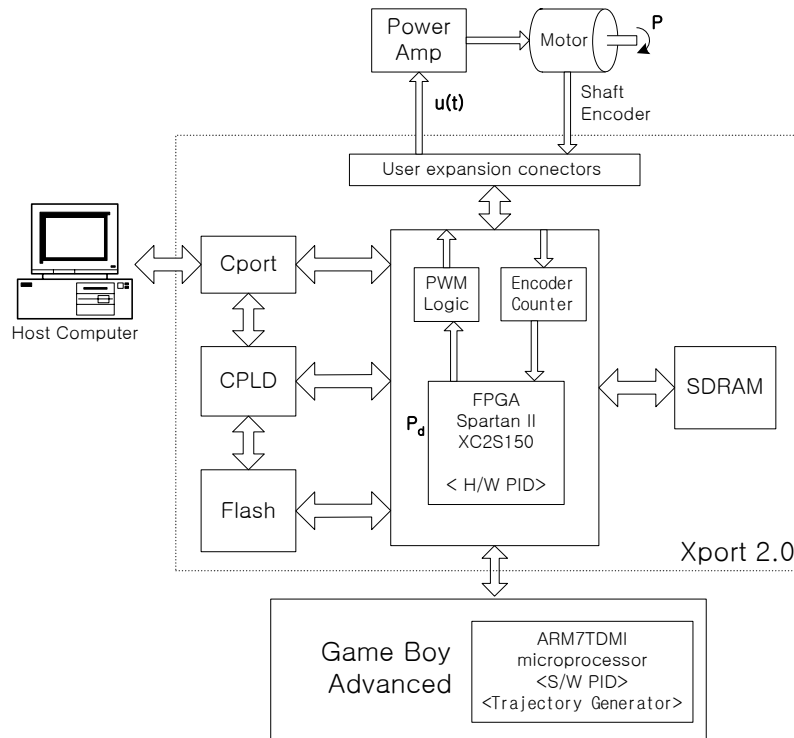 Power
Amp
Motor
P
u(t)
Shaft
Encoder
User expansion conectors
Host Computer
Cport
PWM
Logic
Encoder
Counter
CPLD
SDRAM
P_d
FPGA
Spartan II
XC2S150
< H/W PID>
Flash
Xport 2.0
Game Boy
Advanced
ARM7TDMI
microprocessor
<S/W PID>
<Trajectory Generator>